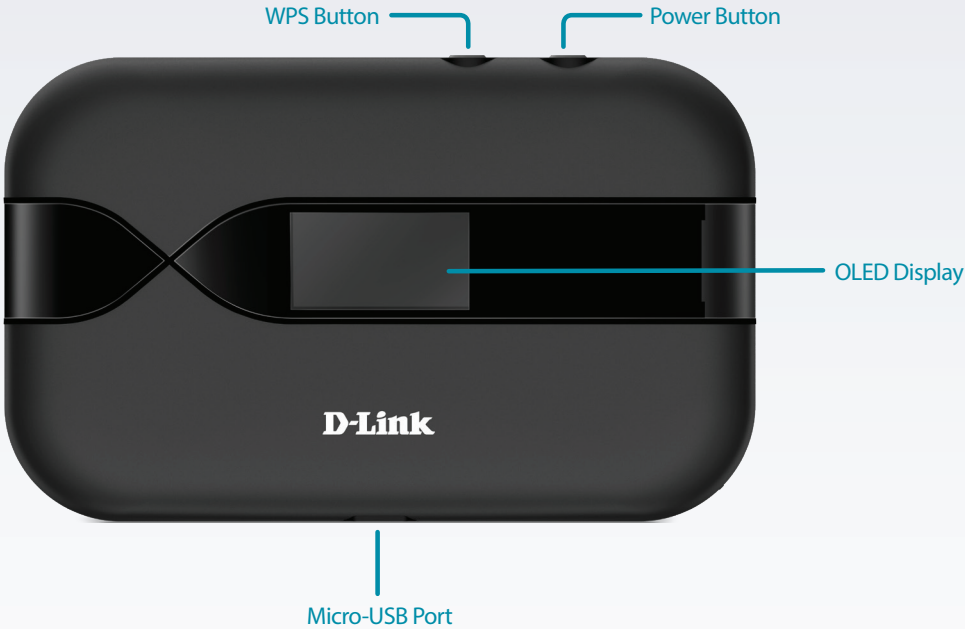 WPS Button
Power Button
OLED Display
D-Link
Micro-USB Port